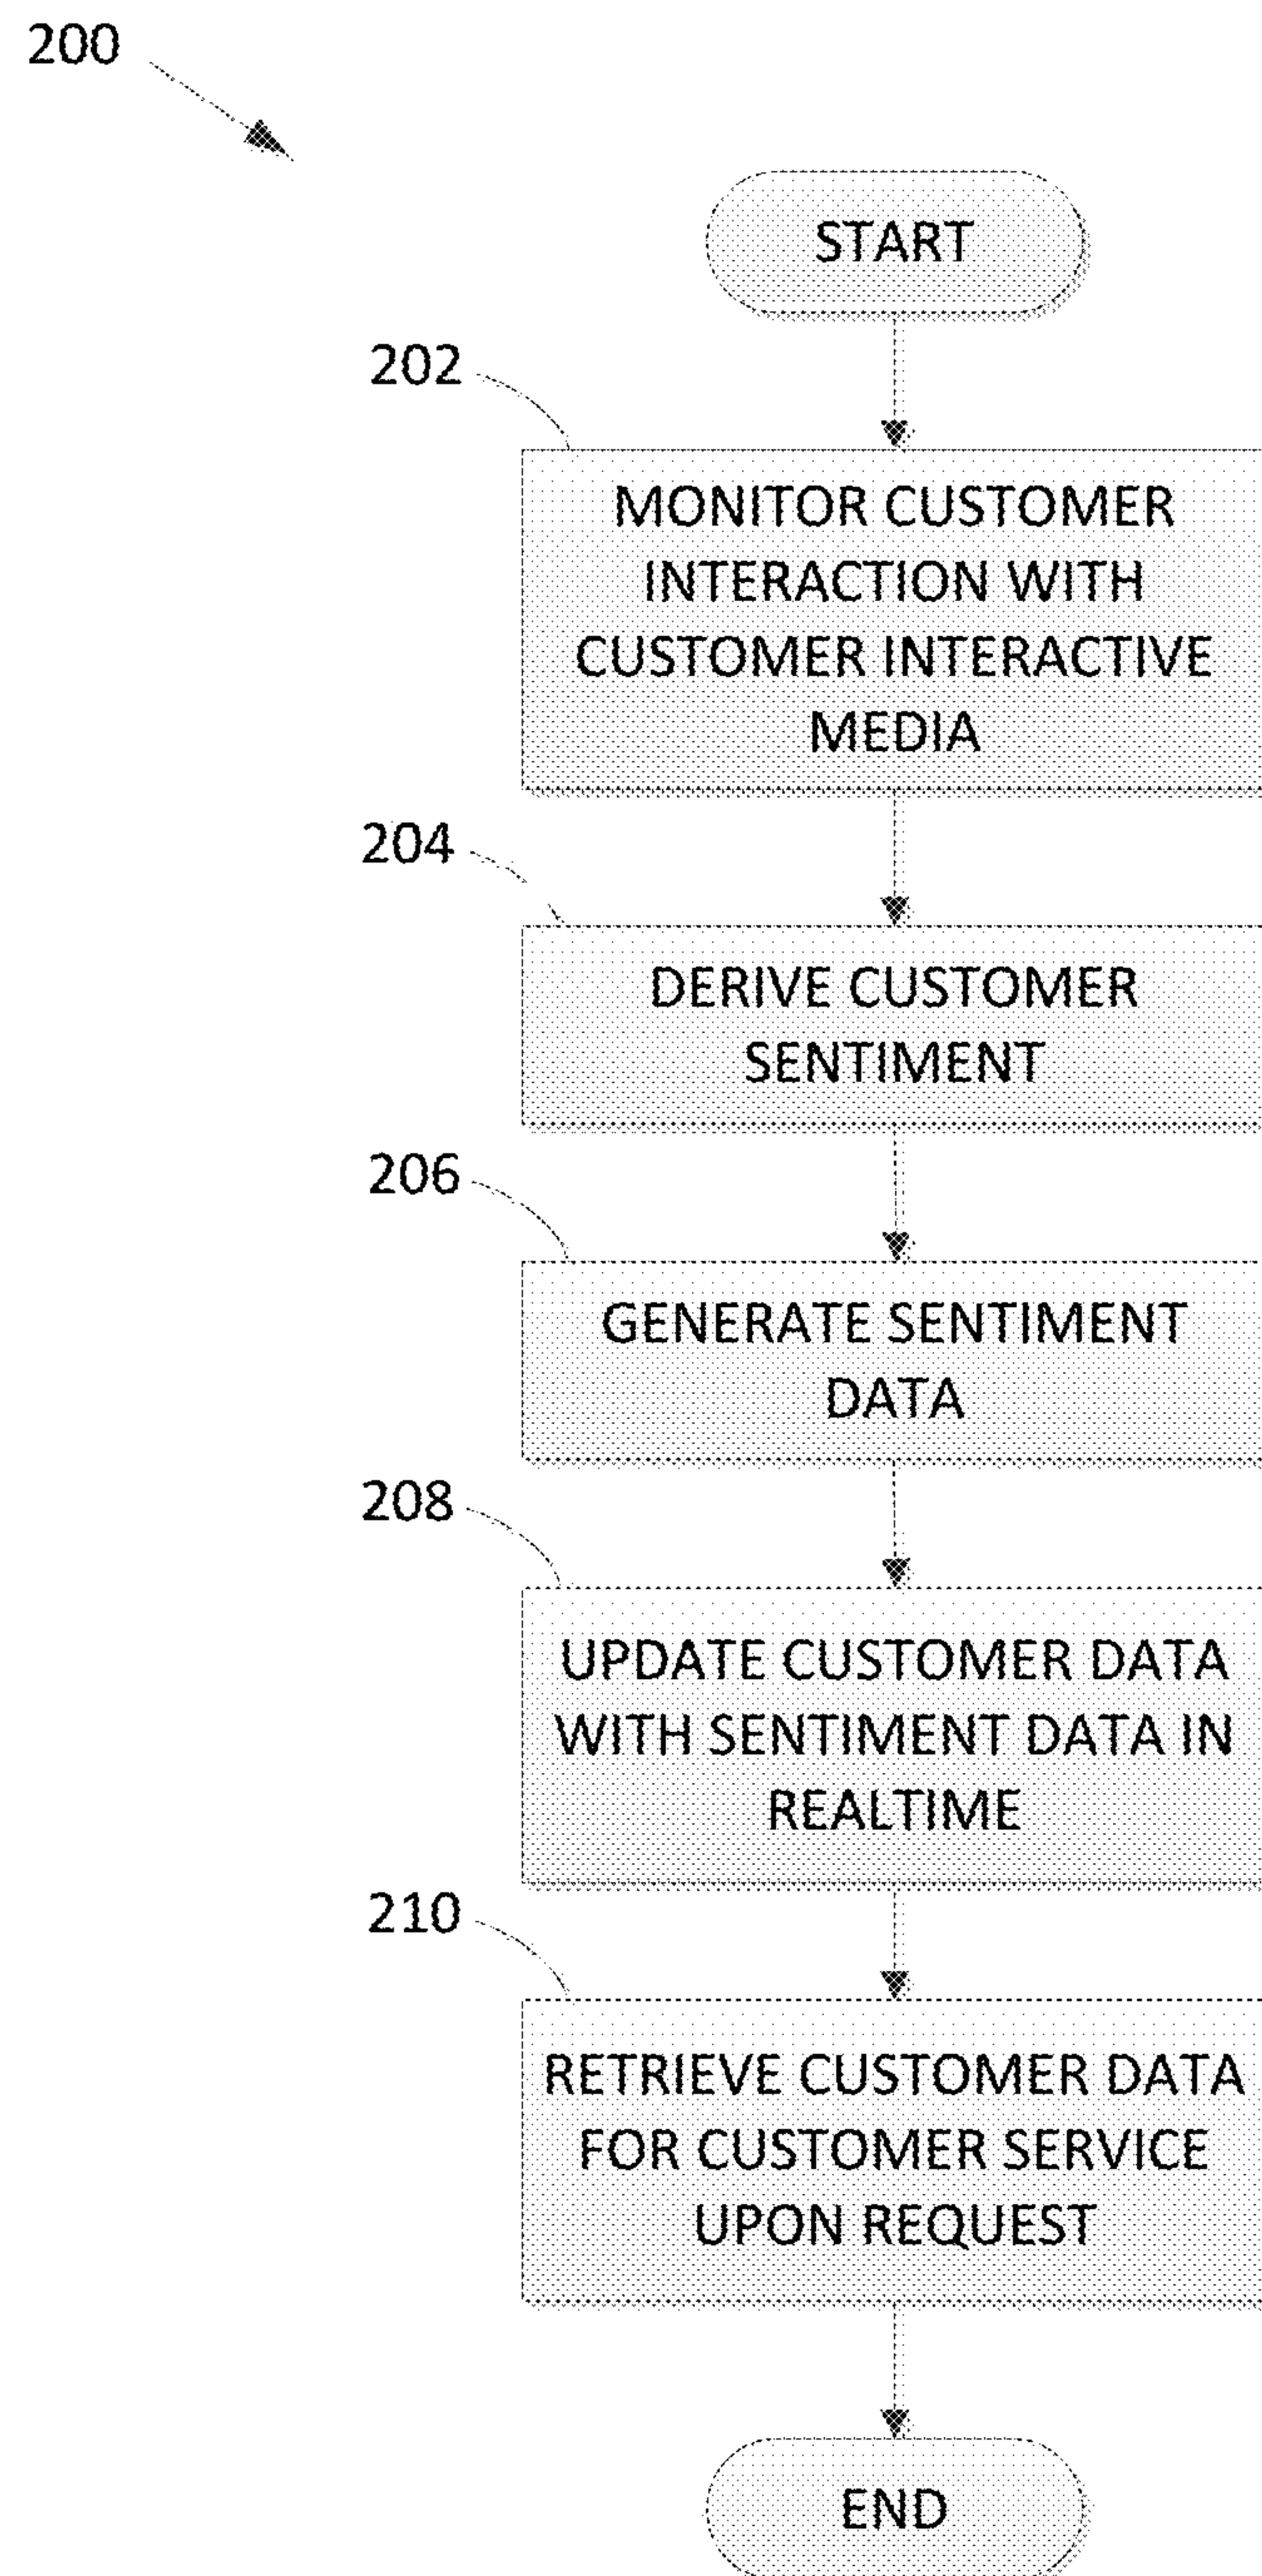 200
START
202
MONITOR CUSTOMER
INTERACTION WITH
CUSTOMER INTERACTIVE
MEDIA
204
DERIVE CUSTOMER
SENTIMENT
206
GENERATE SENTIMENT
DATA
208
UPDATE CUSTOMER DATA
WITH SENTIMENT DATA IN
REALTIME
210
RETRIEVE CUSTOMER DATA
FOR CUSTOMER SERVICE
UPON REQUEST
END